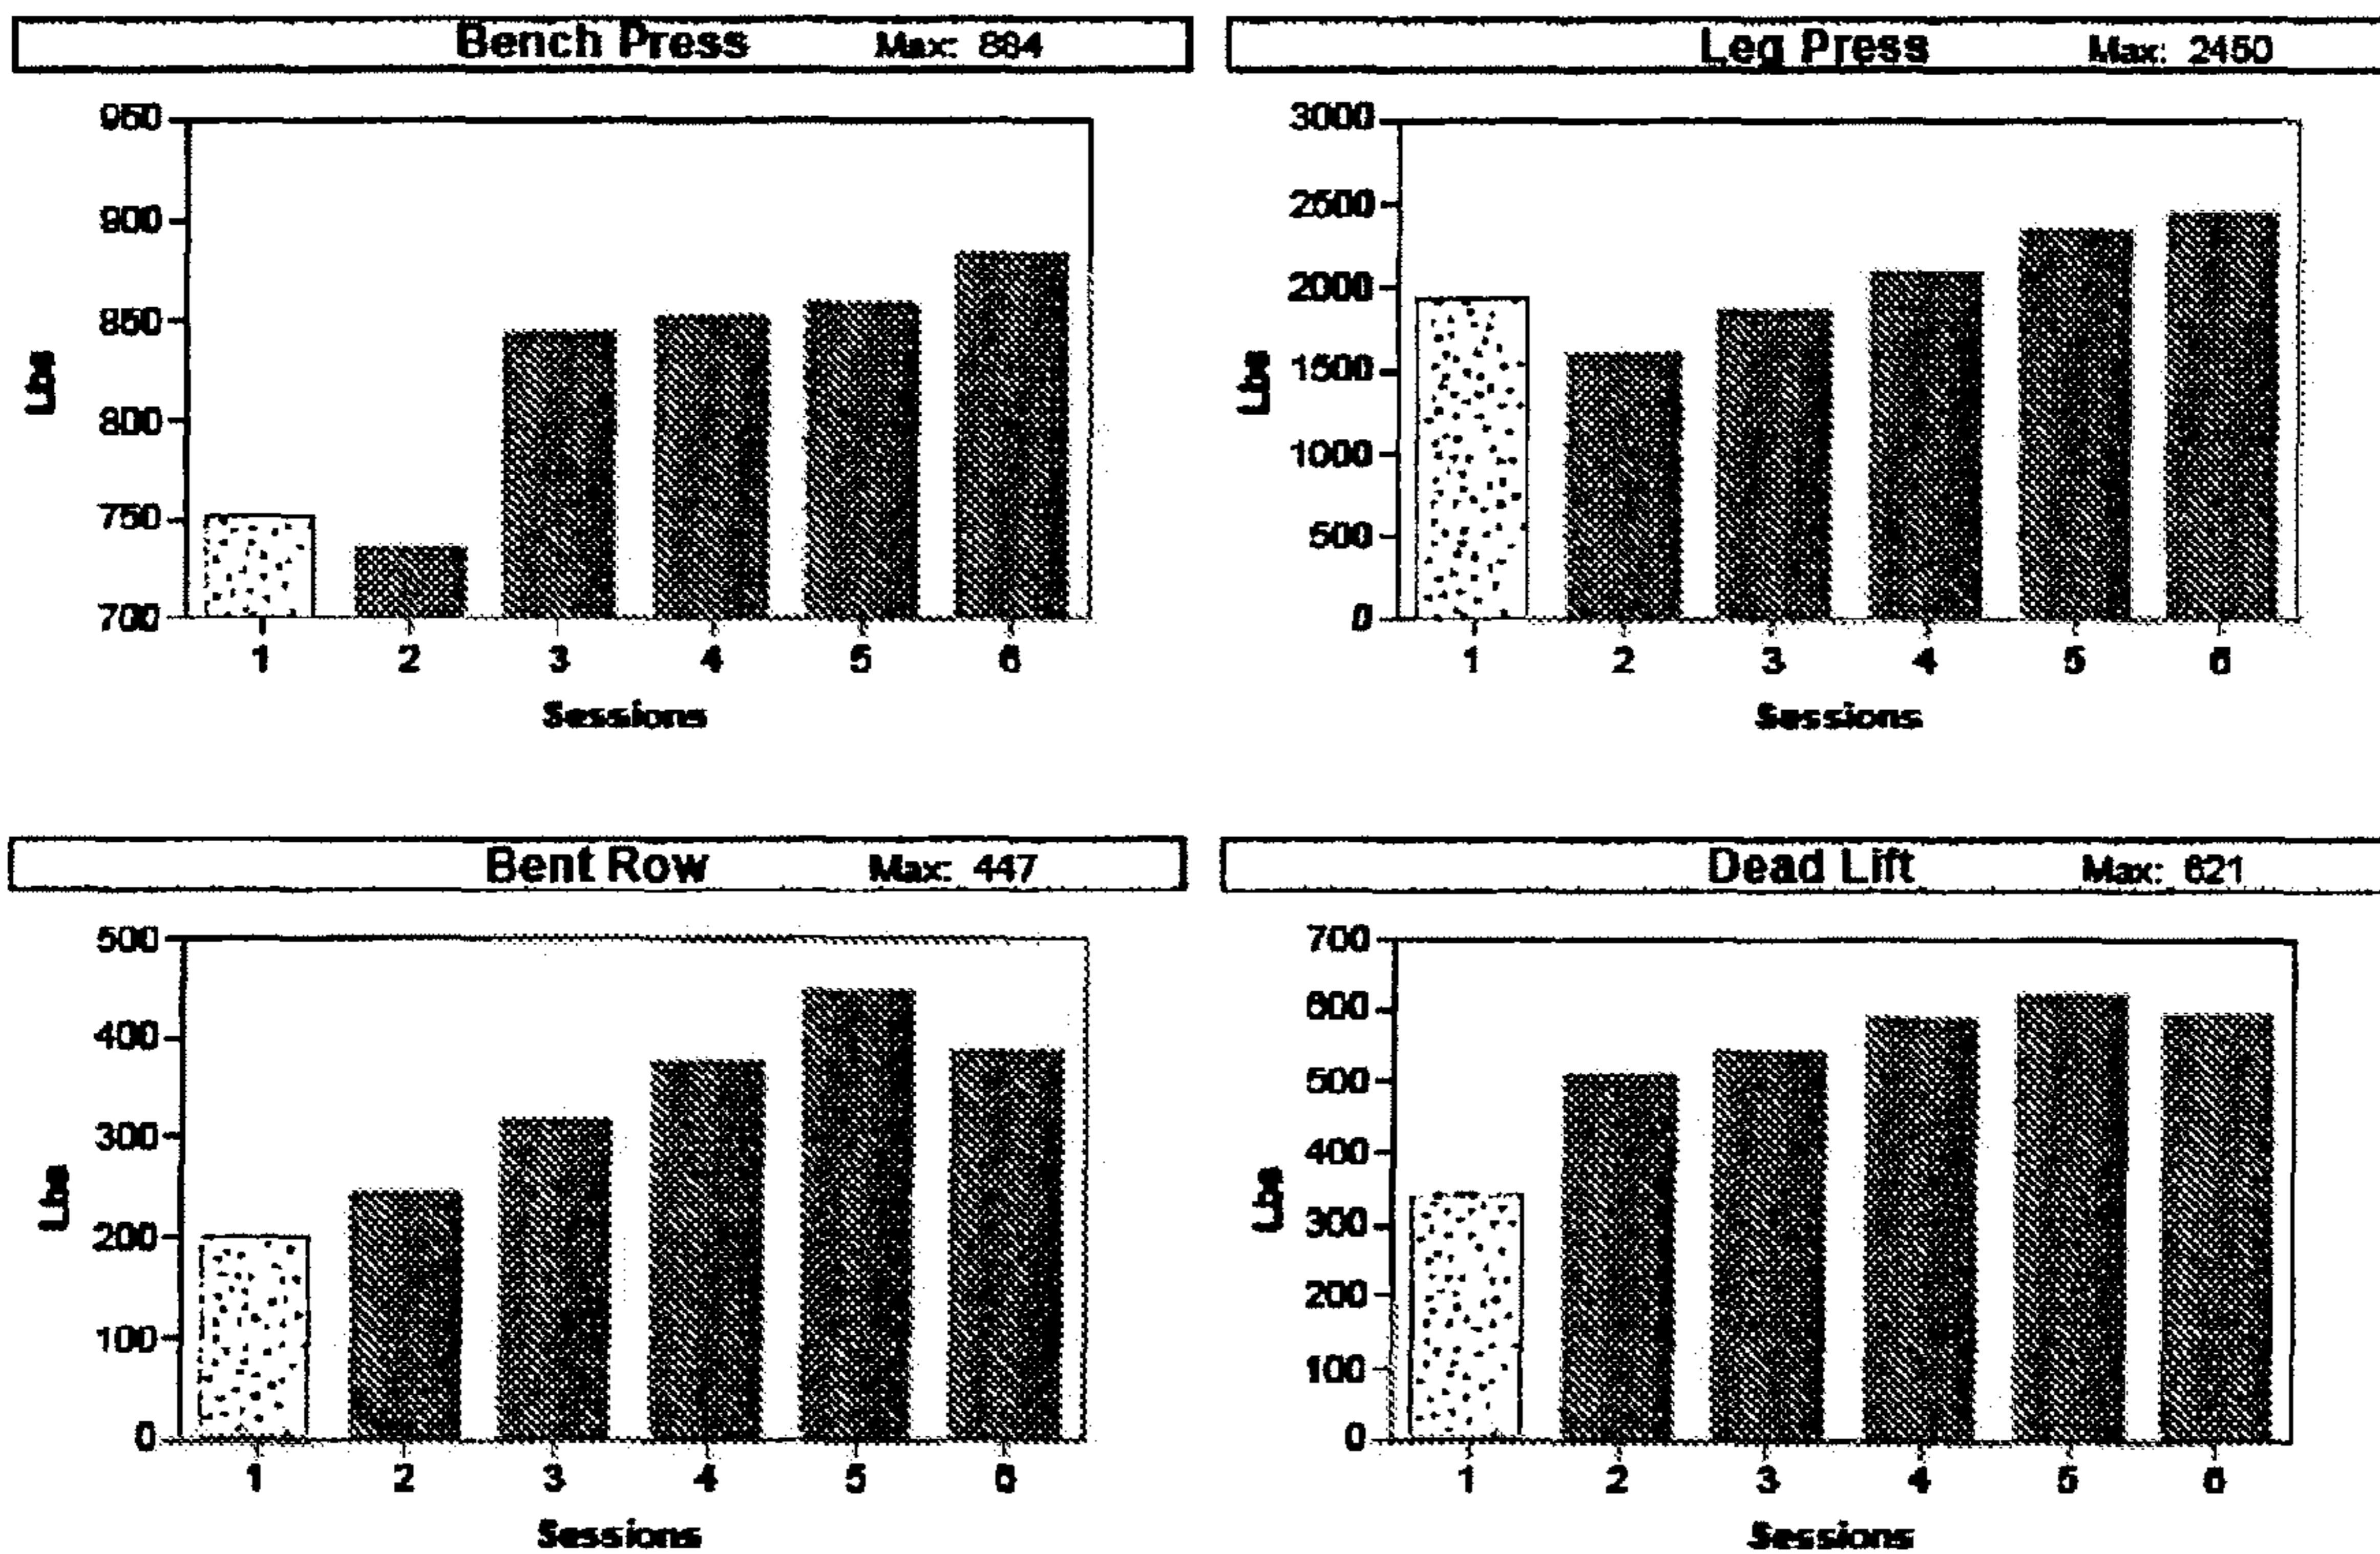 Bench Press Max: 884
950
900
850
800
750
700
Lbs
1 2 3 4 5 6
Sessions
Leg Press Max: 2450
3000
2500
2000
1500
1000
500
0
Lbs
1 2 3 4 5 6
Sessions
Bent Row Max: 447
500
400
300
200
100
0
Lbs
1 2 3 4 5 6
Sessions
Dead Lift Max: 621
700
600
500
400
300
200
100
0
Lbs
1 2 3 4 5 6
Sessions